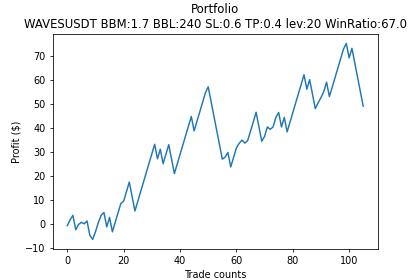 Portfolio
WAVESUSDT BBM:1.7 BBL:240 SL:0.6 TP:0.4 lev:20 WinRatio:67.0
Profit ($)
70
60
50
40
30
20
10
0
−10
0 20 40 60 80 100
Trade counts